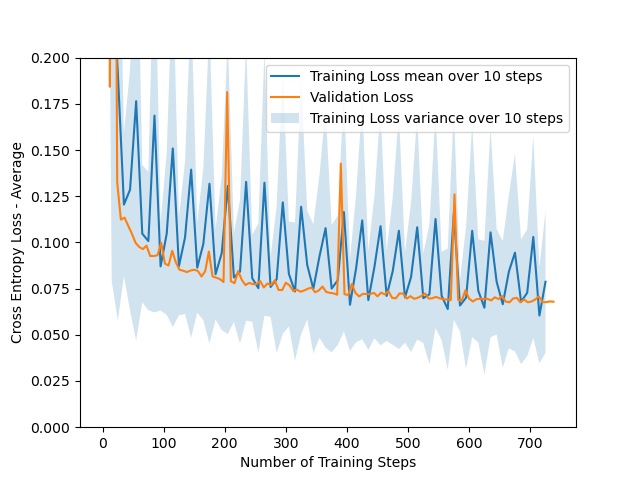 0.200
0.175
0.150
0.125
0.100
0.075
0.050
0.025
0.000
Cross Entropy Loss - Average
Training Loss mean over 10 steps
Validation Loss
Training Loss variance over 10 steps
0 100 200 300 400 500 600 700
Number of Training Steps